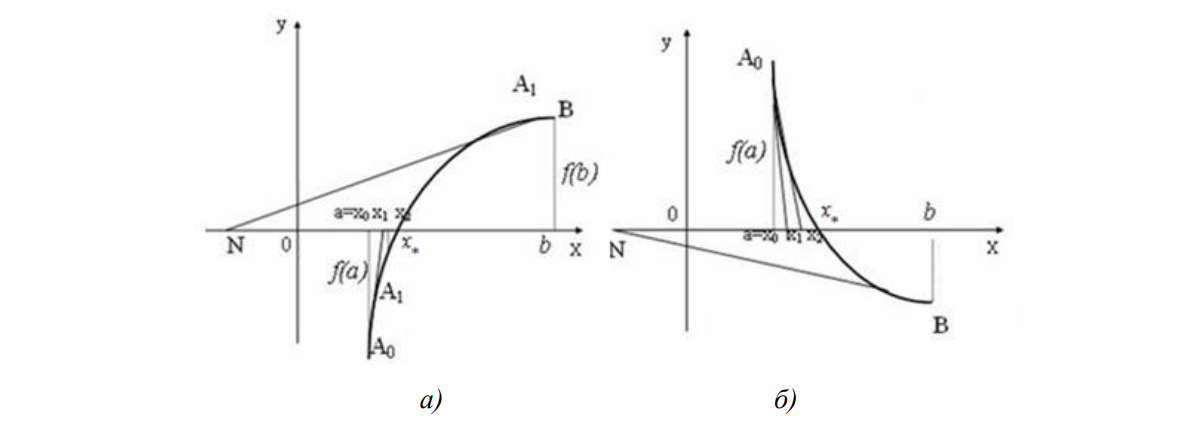 y
A₁
B
f(b)
a=x₀ x₁ x₂
N
0
x*
b
x
f(a)
A₁
A₀
а)
y
A₀
f(a)
0
x*
b
N
a=x₀ x₁ x₂
x
B
б)